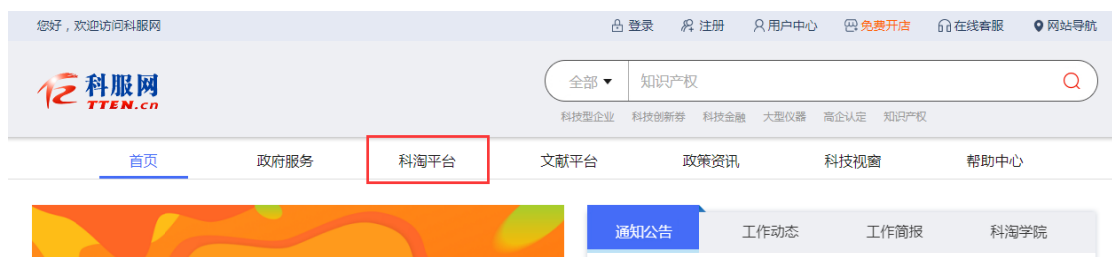 您好，欢迎访问科服网 登录 注册 用户中心 免费开店 在线客服 网站导航
科服网
TTEN.cn
全部 知识产权
科技型企业 科技创新券 科技金融 大型仪器 高企认定 知识产权
首页 政府服务 科淘平台 文献平台 政策资讯 科技视窗 帮助中心
通知公告 工作动态 工作简报 科淘学院